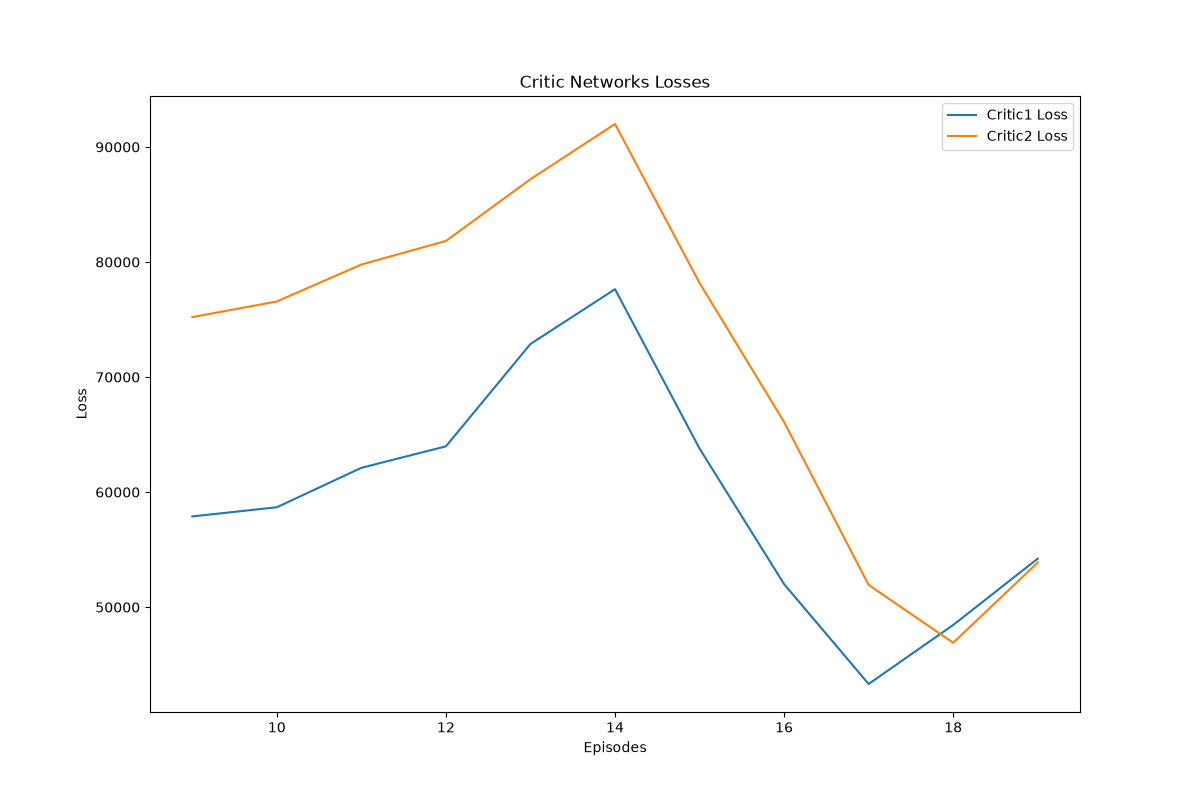 Critic Networks Losses
Critic1 Loss
Critic2 Loss
90000
80000
70000
60000
50000
Loss
10 12 14 16 18
Episodes